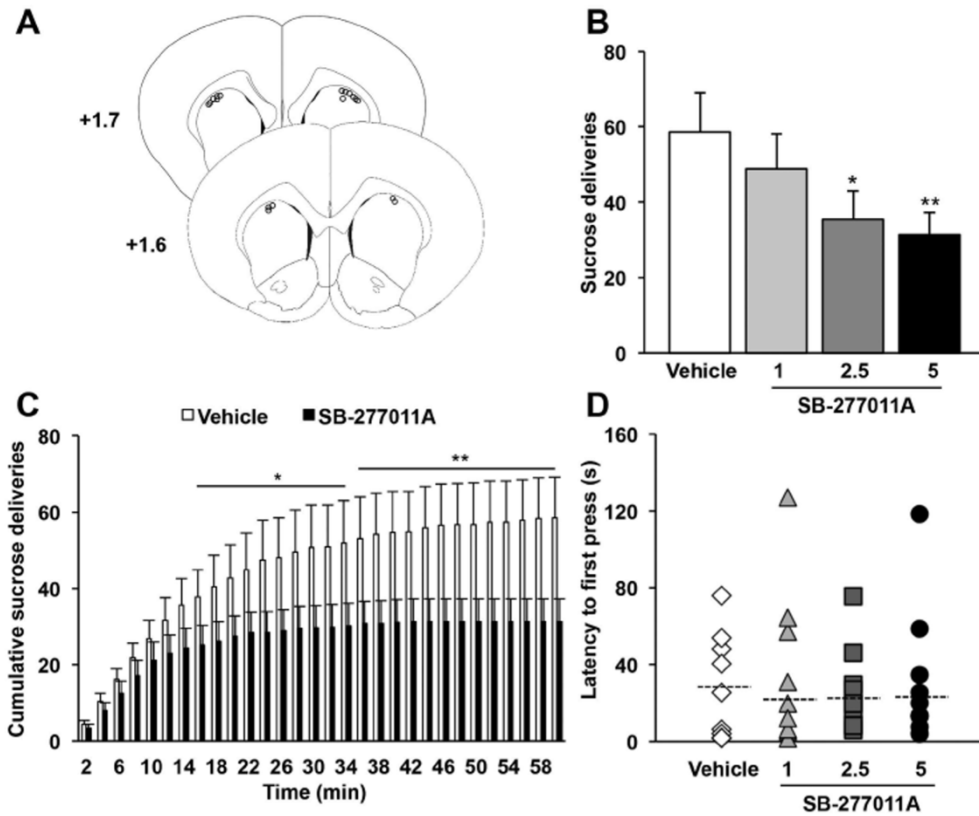 A
+1.7
+1.6
B
Sucrose deliveries
80
60
40
20
0
*
**
Vehicle 1 2.5 5
SB-277011A
C
Vehicle SB-277011A
Cumulative sucrose deliveries
80
60
40
20
0
*
**
2 6 10 14 18 22 26 30 34 38 42 46 50 54 58
Time (min)
D
Latency to first press (s)
160
120
80
40
0
Vehicle 1 2.5 5
SB-277011A